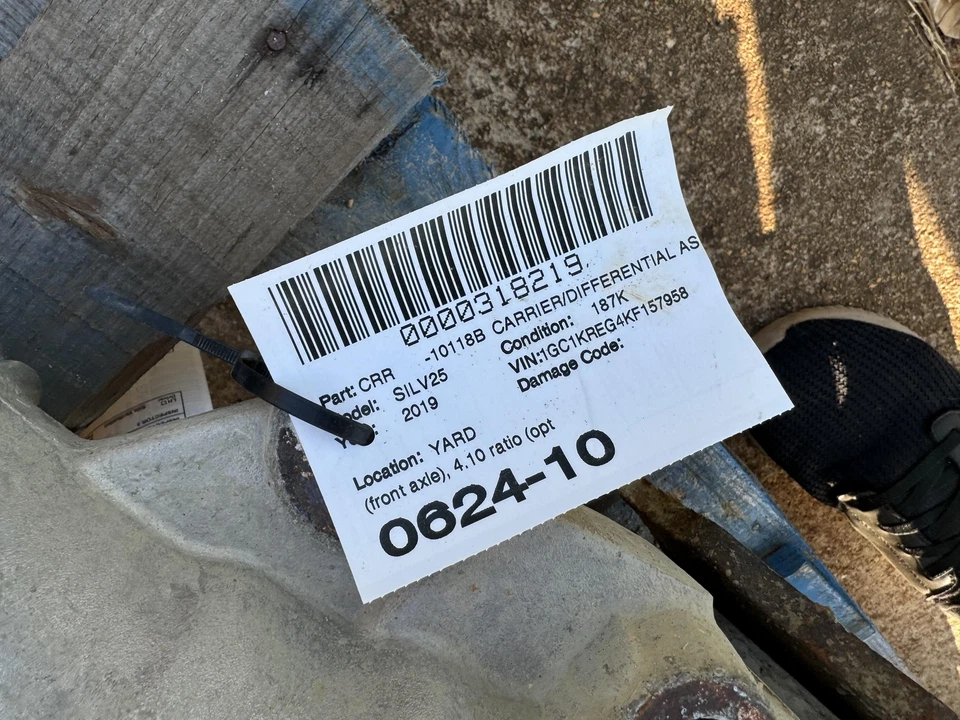 0000318219
Part: CRR -10118B CARRIER/DIFFERENTIAL AS
Model: SILV25 Condition: 187K
2019 VIN:1GC1KREG4KF157958
Damage Code:
Location: YARD
(front axle), 4.10 ratio (opt
0624-10